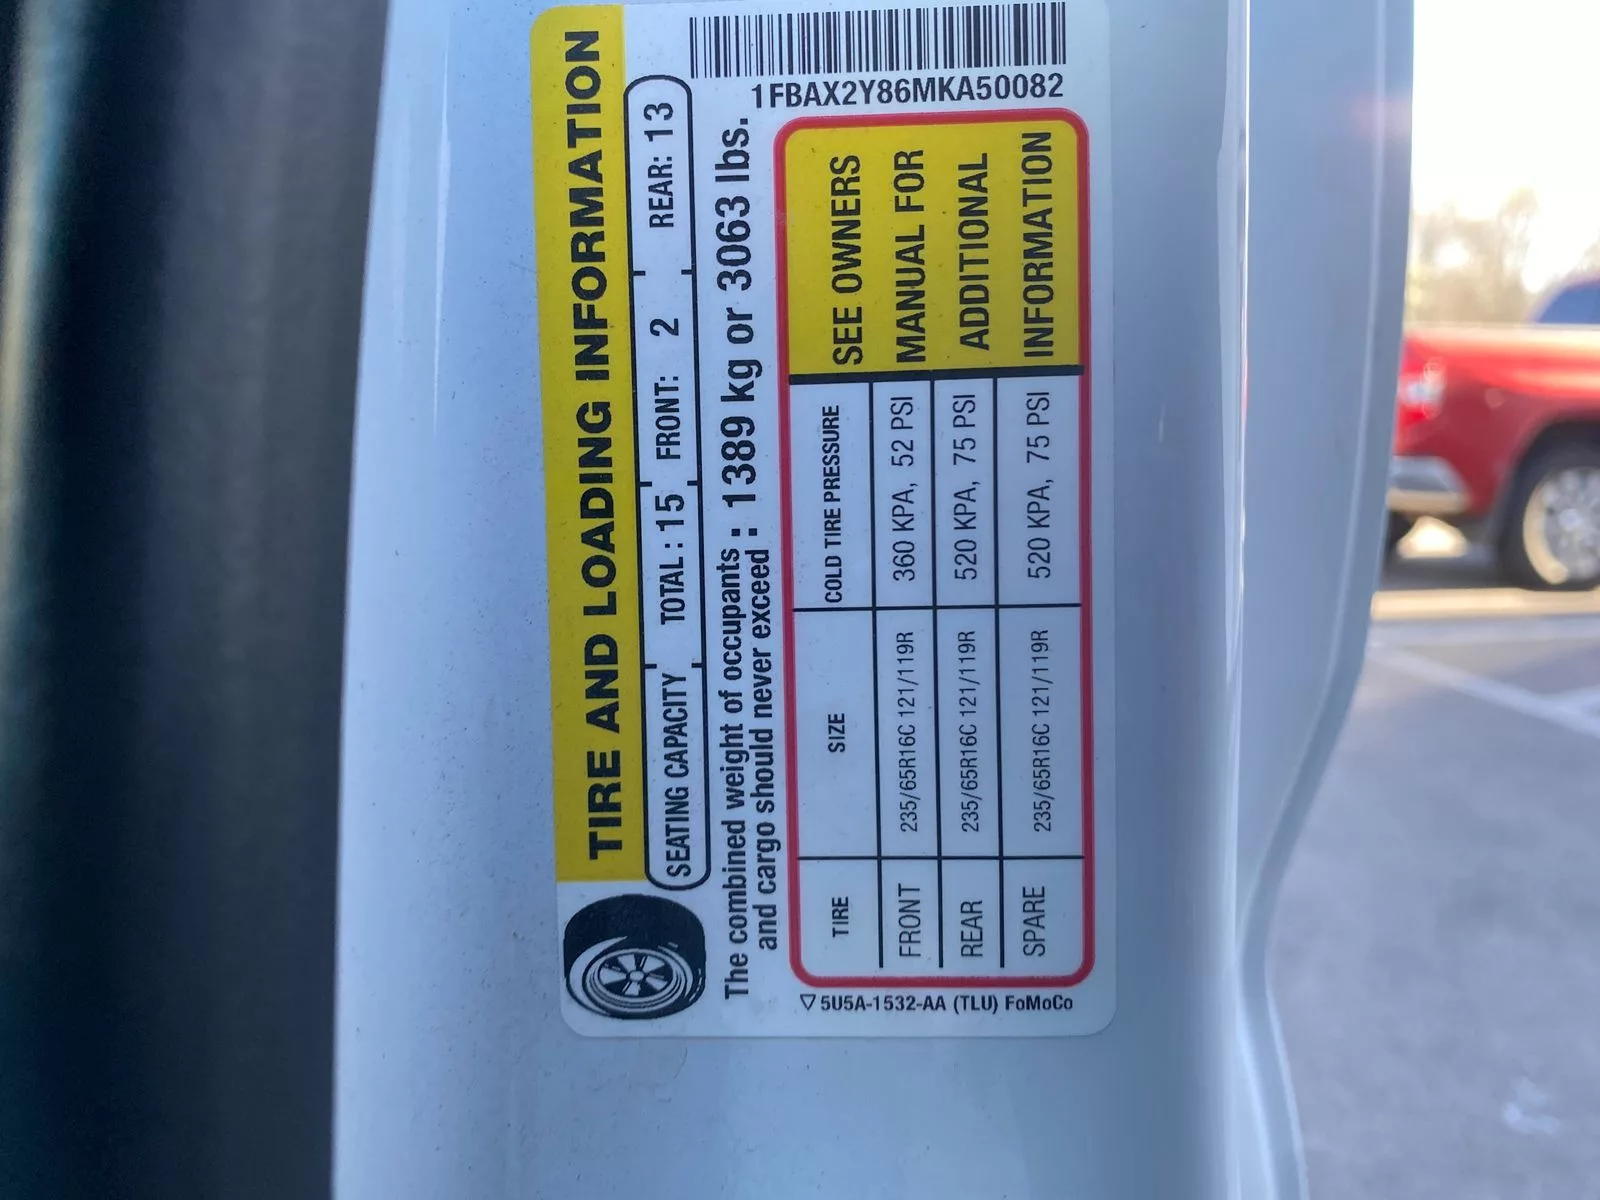 TIRE AND LOADING INFORMATION
SEATING CAPACITY TOTAL : 15 FRONT: 2 REAR: 13
The combined weight of occupants
and cargo should never exceed : 1389 kg or 3063 lbs.
TIRE SIZE COLD TIRE PRESSURE
FRONT 235/65R16C 121/119R 360 KPA, 52 PSI
REAR 235/65R16C 121/119R 520 KPA, 75 PSI
SPARE 235/65R16C 121/119R 520 KPA, 75 PSI
SEE OWNERS
MANUAL FOR
ADDITIONAL
INFORMATION
1FBAX2Y86MKA50082
5U5A-1532-AA (TLU) FoMoCo